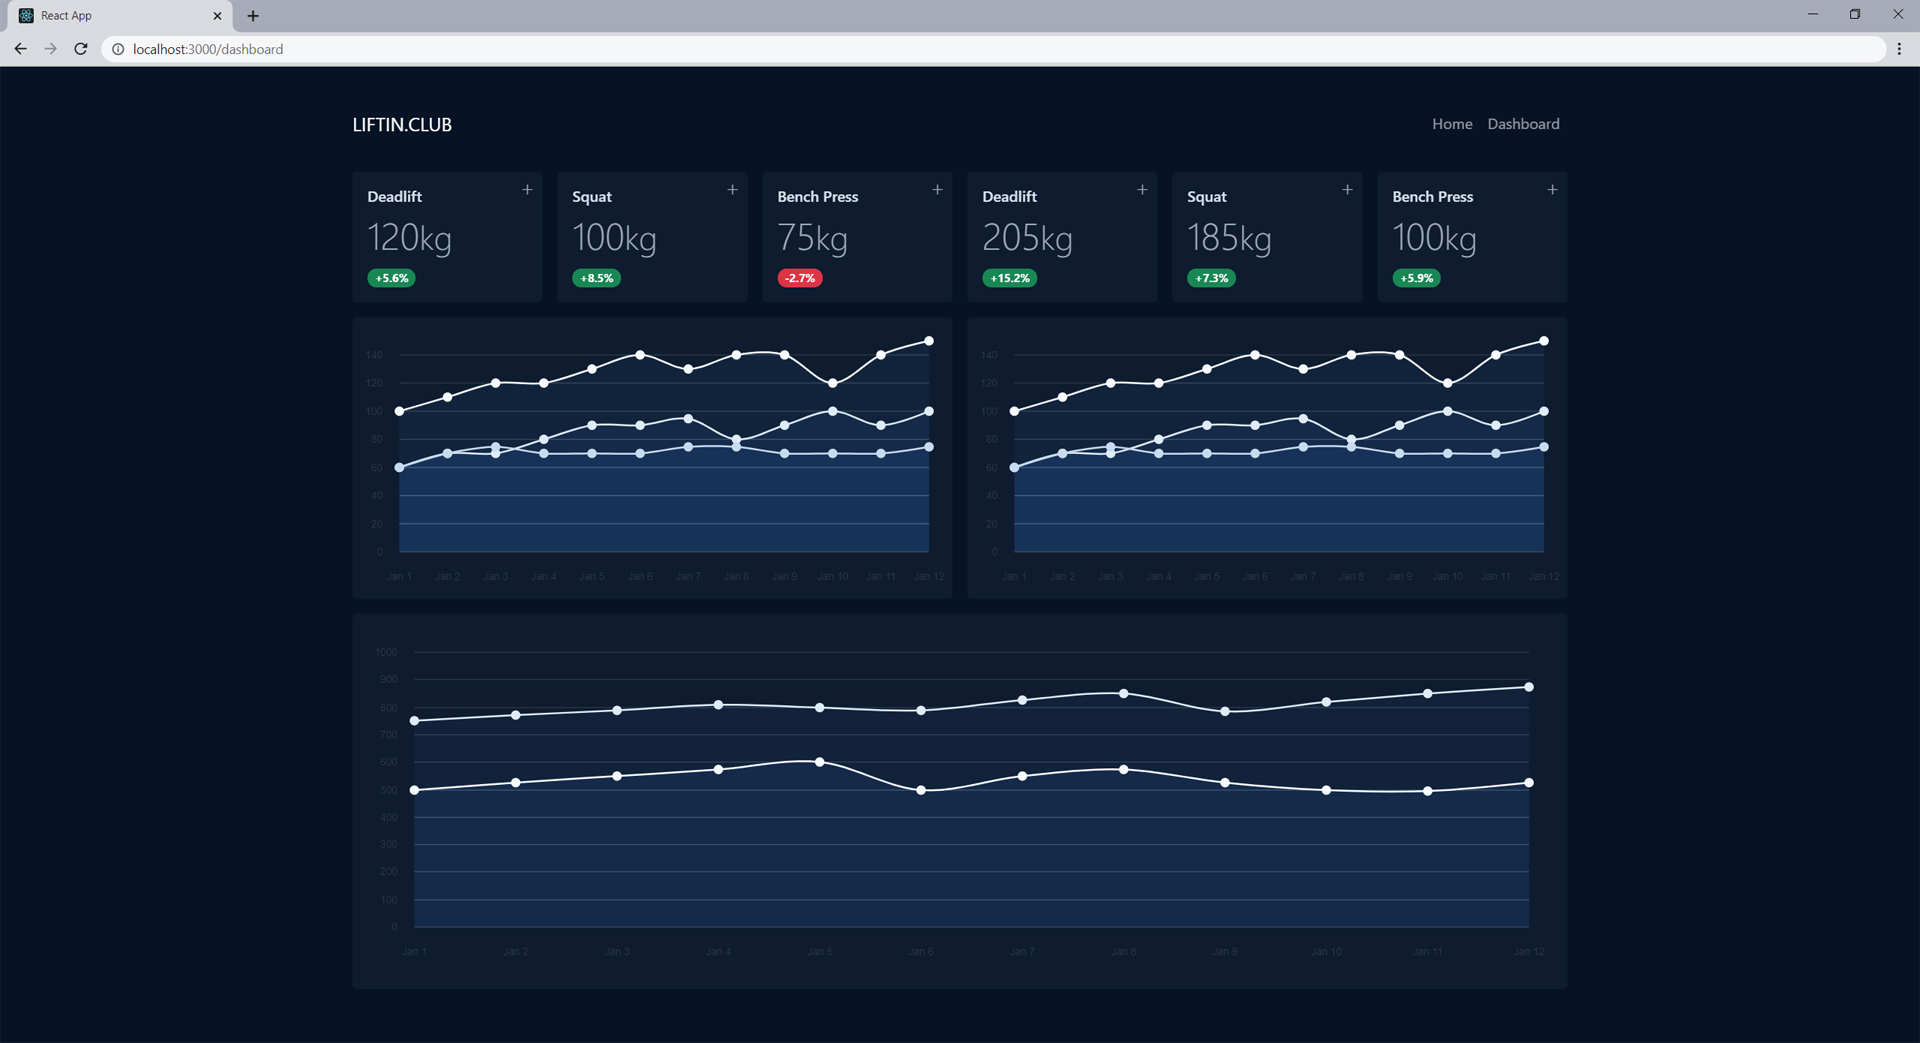 React App
localhost:3000/dashboard
LIFTIN.CLUB
Home Dashboard
Deadlift
120kg
+5.6%
Squat
100kg
+8.5%
Bench Press
75kg
-2.7%
Deadlift
205kg
+15.2%
Squat
185kg
+7.3%
Bench Press
100kg
+5.9%
140
120
100
80
60
40
20
0
Jan 1 Jan 2 Jan 3 Jan 4 Jan 5 Jan 6 Jan 7 Jan 8 Jan 9 Jan 10 Jan 11 Jan 12
140
120
100
80
60
40
20
0
Jan 1 Jan 2 Jan 3 Jan 4 Jan 5 Jan 6 Jan 7 Jan 8 Jan 9 Jan 10 Jan 11 Jan 12
1000
900
800
700
600
500
400
300
200
100
0
Jan 1 Jan 2 Jan 3 Jan 4 Jan 5 Jan 6 Jan 7 Jan 8 Jan 9 Jan 10 Jan 11 Jan 12